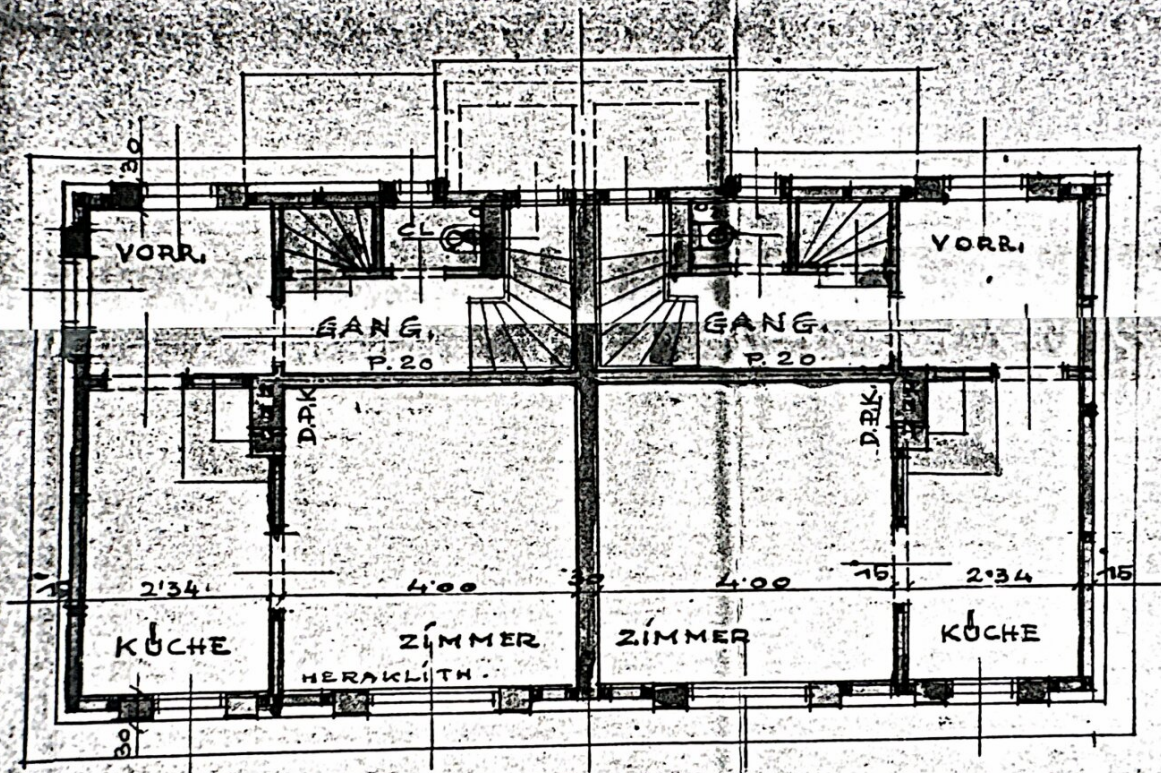 30
VORR.
CL
VORR.
GANG.
GANG.
P. 20
P. 20
D.P.K.
D.P.K.
15
2'34
4'00
30
4'00
15
2'34
15
KÜCHE
ZIMMER
ZIMMER
KÜCHE
HERAKLITH.
30